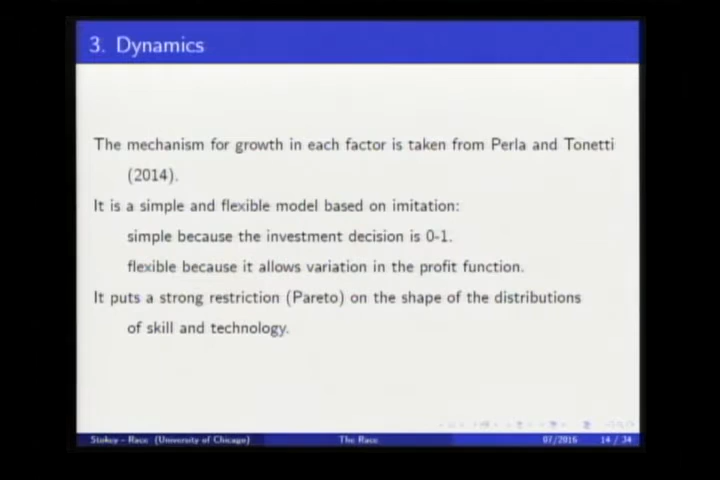 3. Dynamics
The mechanism for growth in each factor is taken from Perla and Tonetti
(2014).
It is a simple and flexible model based on imitation:
simple because the investment decision is 0-1.
flexible because it allows variation in the profit function.
It puts a strong restriction (Pareto) on the shape of the distributions
of skill and technology.
Stokey - Race (University of Chicago) The Race 07/2016 14 / 34